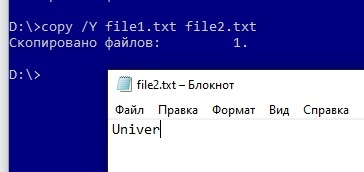 D:\>copy /Y file1.txt file2.txt
Скопировано файлов:         1.
D:\>
file2.txt – Блокнот
Файл Правка Формат Вид Справка
Univer